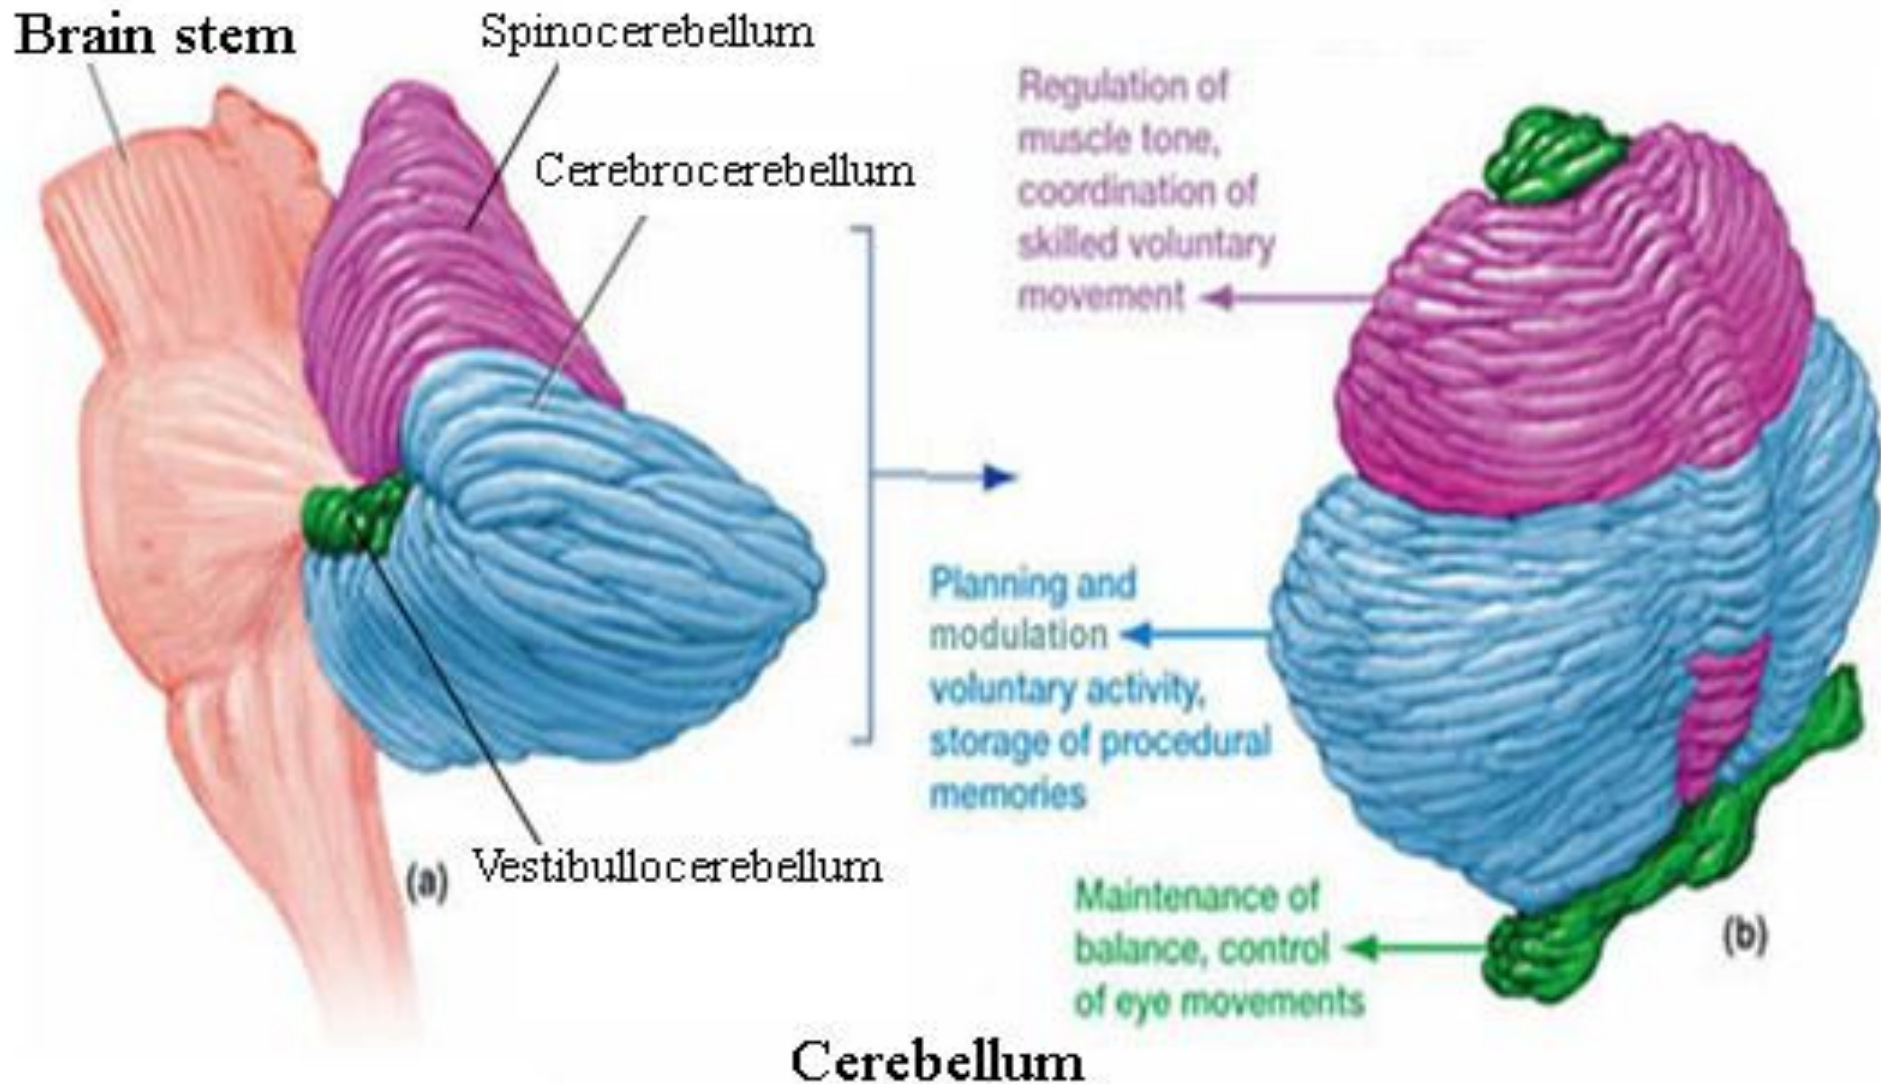 Brain stem
Spinocerebellum
Cerebrocerebellum
Vestibullocerebellum
(a)
Regulation of
muscle tone,
coordination of
skilled voluntary
movement
Planning and
modulation
voluntary activity,
storage of procedural
memories
Maintenance of
balance, control
of eye movements
(b)
Cerebellum